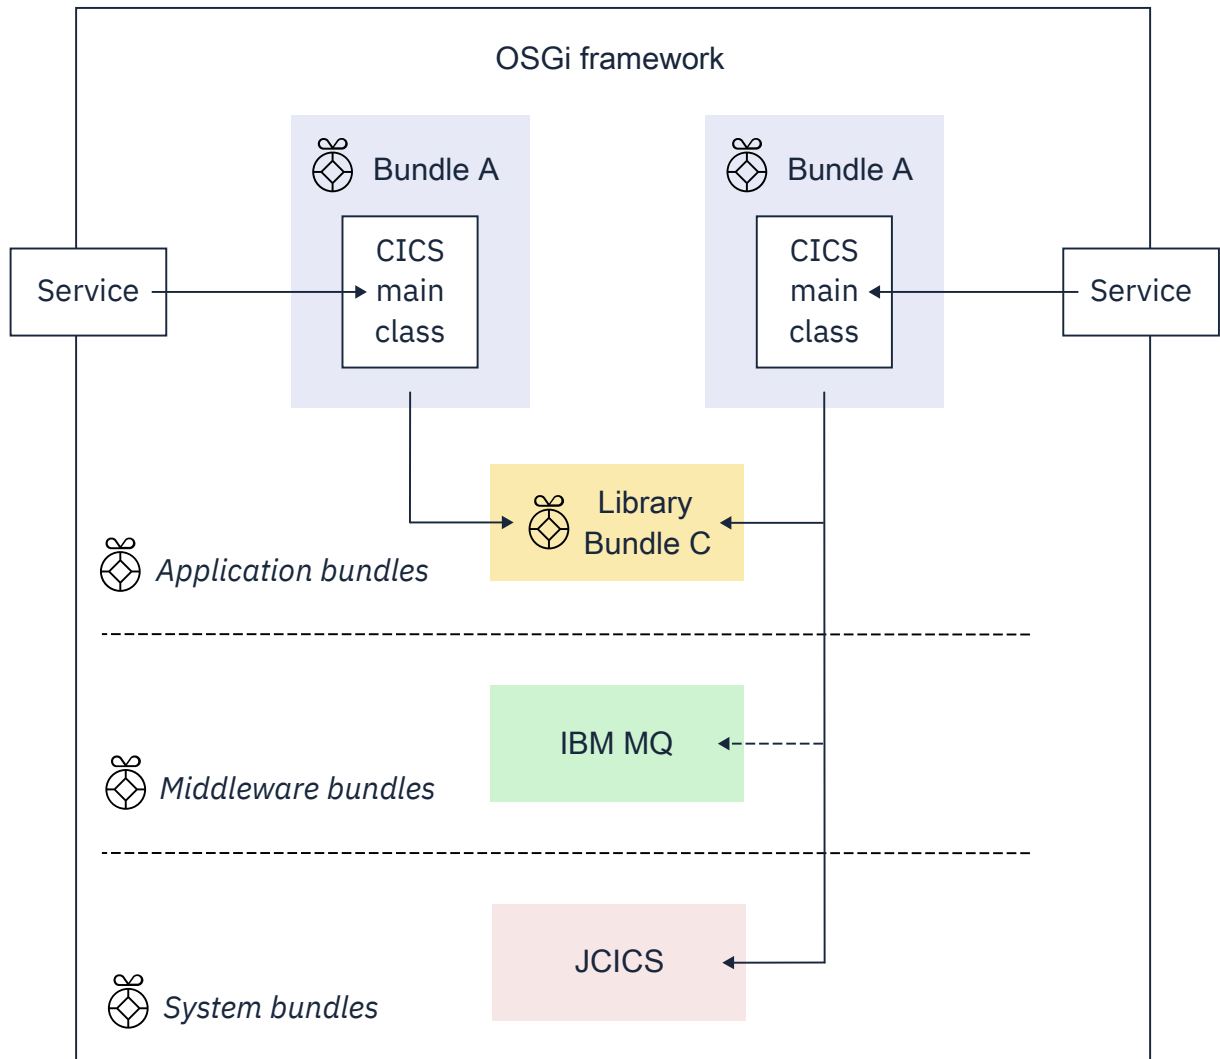 OSGi framework
Bundle A
Bundle A
CICS
main
class
CICS
main
class
Service
Service
Library
Bundle C
Application bundles
IBM MQ
Middleware bundles
JCICS
System bundles